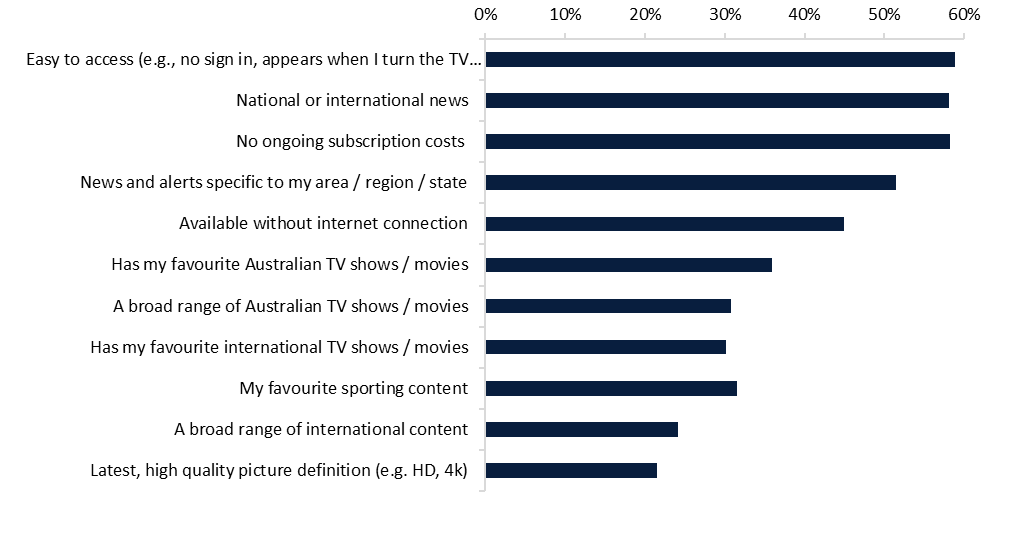 0% 10% 20% 30% 40% 50% 60%
Easy to access (e.g., no sign in, appears when I turn the TV...
National or international news
No ongoing subscription costs
News and alerts specific to my area / region / state
Available without internet connection
Has my favourite Australian TV shows / movies
A broad range of Australian TV shows / movies
Has my favourite international TV shows / movies
My favourite sporting content
A broad range of international content
Latest, high quality picture definition (e.g. HD, 4k)